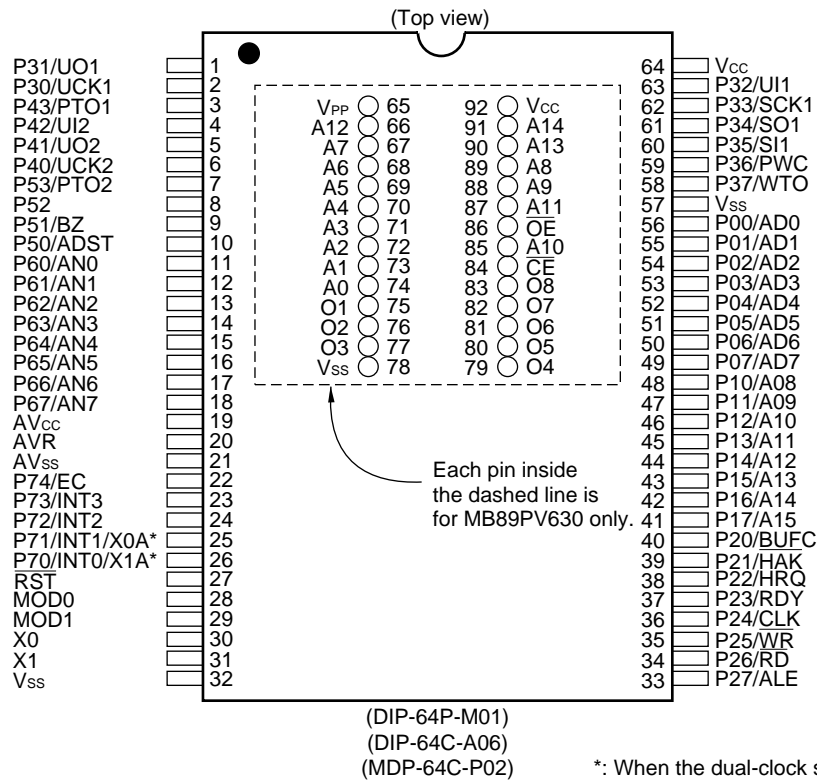 (Top view)
P31/UO1 1
P30/UCK1 2
P43/PTO1 3
P42/UI2 4
P41/UO2 5
P40/UCK2 6
P53/PTO2 7
P52 8
P51/BZ 9
P50/ADST 10
P60/AN0 11
P61/AN1 12
P62/AN2 13
P63/AN3 14
P64/AN4 15
P65/AN5 16
P66/AN6 17
P67/AN7 18
AVcc 19
AVR 20
AVss 21
P74/EC 22
P73/INT3 23
P72/INT2 24
P71/INT1/X0A* 25
P70/INT0/X1A* 26
RST 27
MOD0 28
MOD1 29
X0 30
X1 31
Vss 32
VPP 65 92 Vcc
A12 66 91 A14
A7 67 90 A13
A6 68 89 A8
A5 69 88 A9
A4 70 87 A11
A3 71 86 OE
A2 72 85 A10
A1 73 84 CE
A0 74 83 O8
O1 75 82 O7
O2 76 81 O6
O3 77 80 O5
Vss 78 79 O4
Each pin inside
the dashed line is
for MB89PV630 only.
64 Vcc
63 P32/UI1
62 P33/SCK1
61 P34/SO1
60 P35/SI1
59 P36/PWC
58 P37/WTO
57 Vss
56 P00/AD0
55 P01/AD1
54 P02/AD2
53 P03/AD3
52 P04/AD4
51 P05/AD5
50 P06/AD6
49 P07/AD7
48 P10/A08
47 P11/A09
46 P12/A10
45 P13/A11
44 P14/A12
43 P15/A13
42 P16/A14
41 P17/A15
40 P20/BUFC
39 P21/HAK
38 P22/HRQ
37 P23/RDY
36 P24/CLK
35 P25/WR
34 P26/RD
33 P27/ALE
(DIP-64P-M01)
(DIP-64C-A06)
(MDP-64C-P02)
*: When the dual-clock